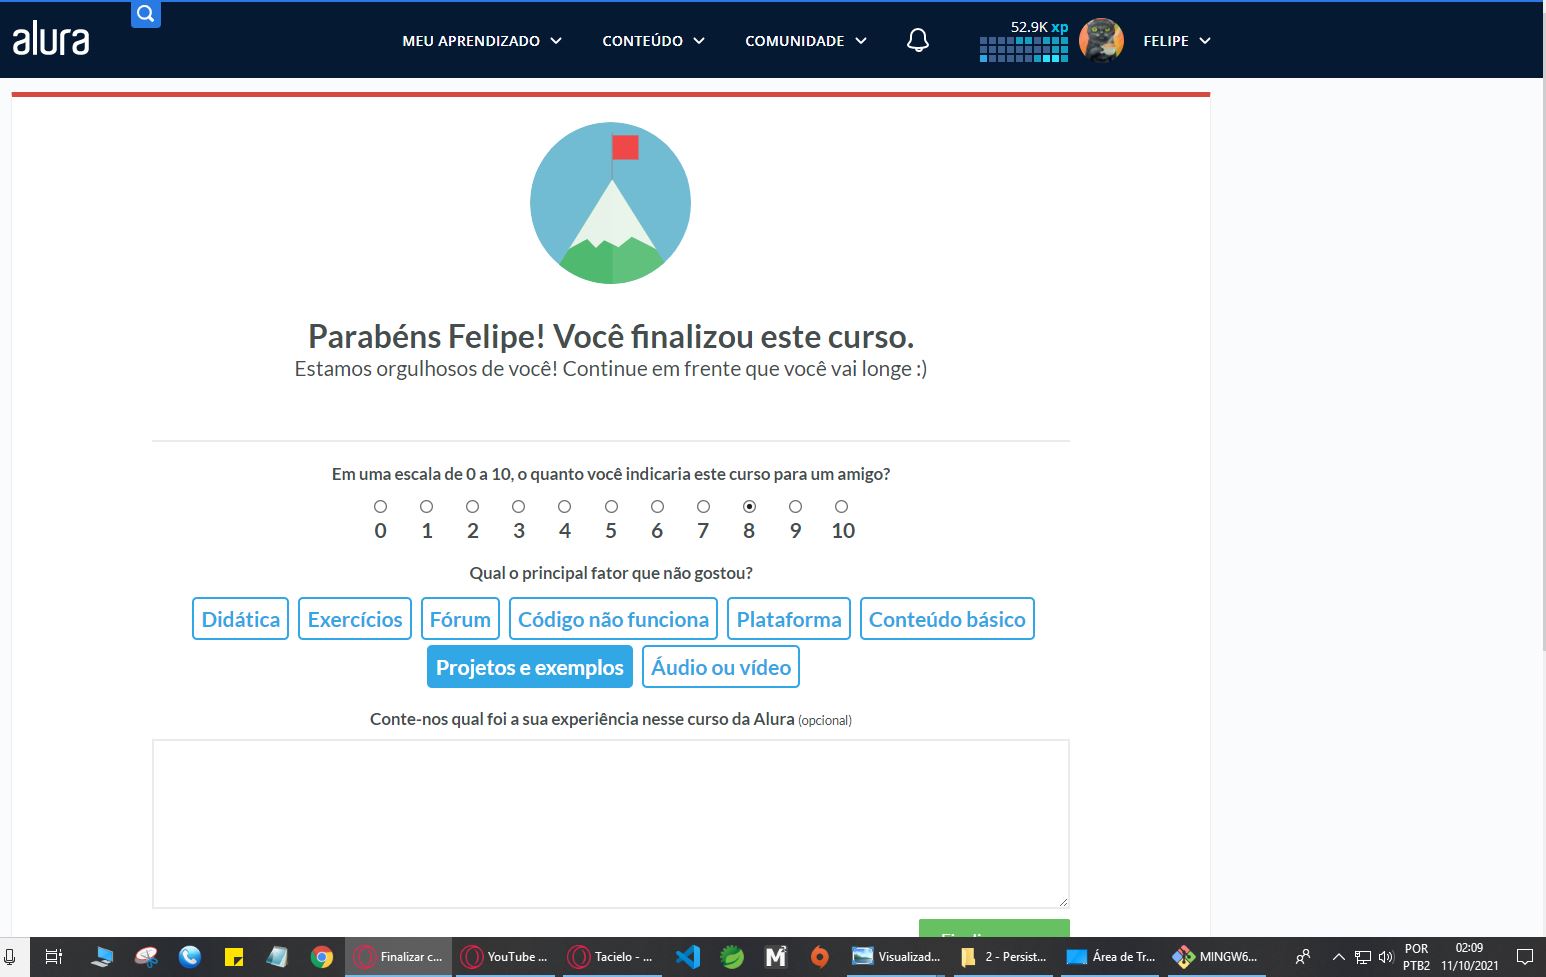 alura
MEU APRENDIZADO
CONTEÚDO
COMUNIDADE
52.9K xp
FELIPE
Parabéns Felipe! Você finalizou este curso.
Estamos orgulhosos de você! Continue em frente que você vai longe :)
Em uma escala de 0 a 10, o quanto você indicaria este curso para um amigo?
0 1 2 3 4 5 6 7 8 9 10
Qual o principal fator que não gostou?
Didática Exercícios Fórum Código não funciona Plataforma Conteúdo básico
Projetos e exemplos Áudio ou vídeo
Conte-nos qual foi a sua experiência nesse curso da Alura (opcional)
Finalizar c... YouTube ... Tacielo - ... Visualizad... 2 - Persist... Área de Tr... MINGW6...
POR
PTB2
02:09
11/10/2021